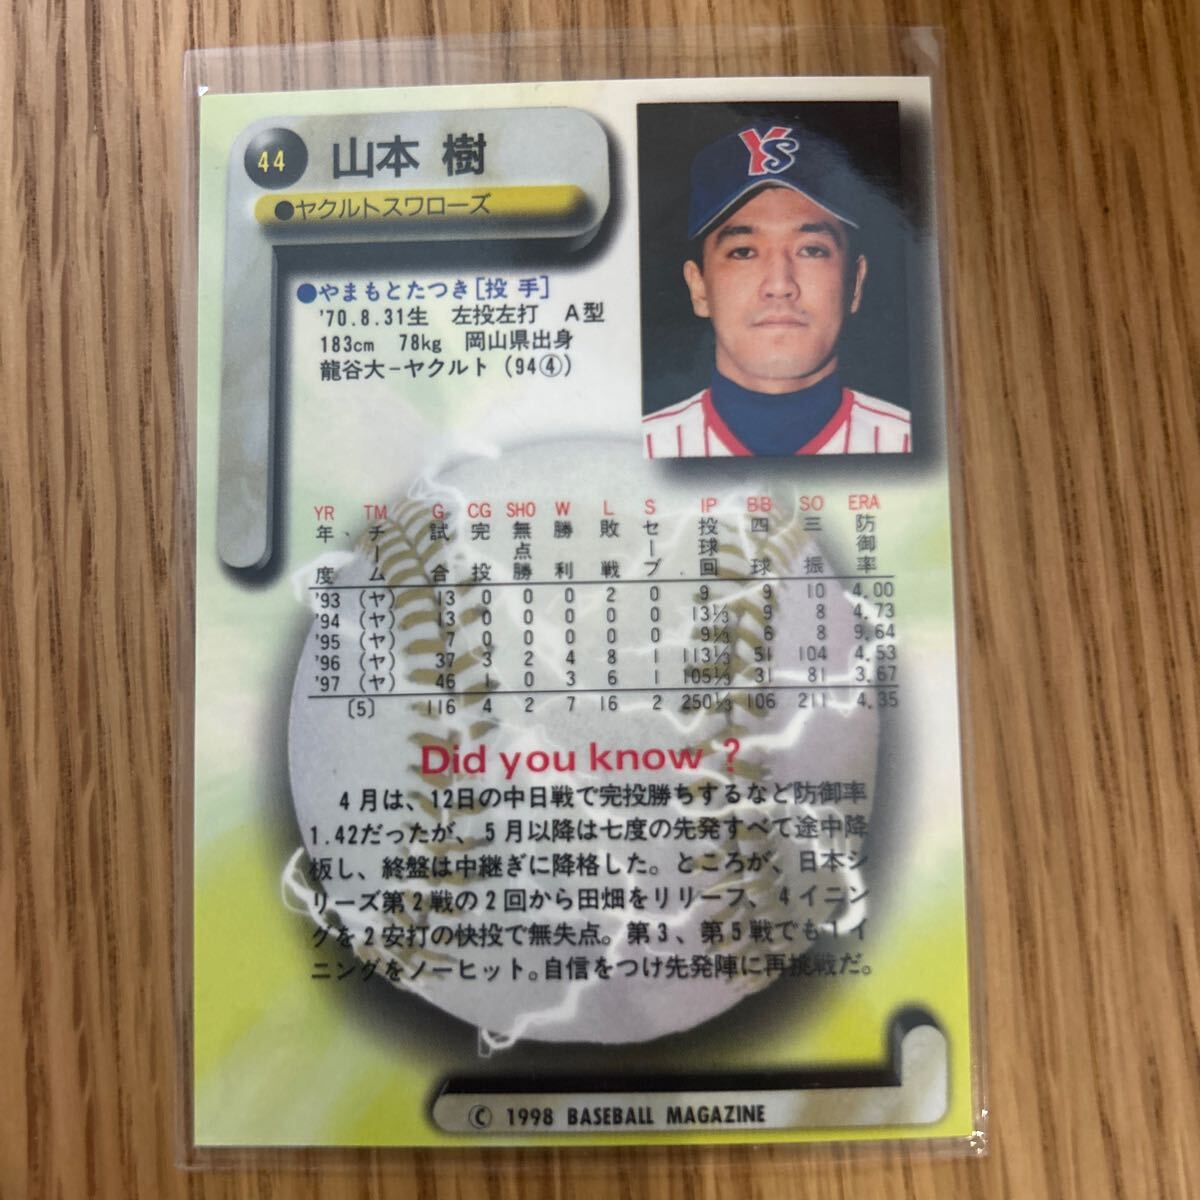 44
山本 樹
●ヤクルトスワローズ
YS
●やまもとたつき[投 手]
'70.8.31生 左投左打 A型
183cm 78kg 岡山県出身
龍谷大－ヤクルト (94④)
YR TM G CG SHO W L S IP BB SO ERA
年度 チーム 試合 完投 無点勝 勝利 敗戦 セーブ 投球回 四球 三振 防御率
'93 (ヤ) 13 0 0 0 2 0 9 9 10 4.00
'94 (ヤ) 13 0 0 0 0 0 13⅓ 9 8 4.73
'95 (ヤ) 7 0 0 0 0 0 9⅓ 6 8 9.64
'96 (ヤ) 37 3 2 4 8 1 113⅓ 51 104 4.53
'97 (ヤ) 46 1 0 3 6 1 105⅓ 31 81 3.67
〔5〕 116 4 2 7 16 2 250⅓ 106 211 4.35
Did you know ?
4月は、12日の中日戦で完投勝ちするなど防御率
1.42だったが、5月以降は七度の先発すべて途中降
板し、終盤は中継ぎに降格した。ところが、日本シ
リーズ第2戦の2回から田畑をリリーフ、4イニン
グを2安打の快投で無失点。第3、第5戦でも1イ
ニングをノーヒット。自信をつけ先発陣に再挑戦だ。
© 1998 BASEBALL MAGAZINE